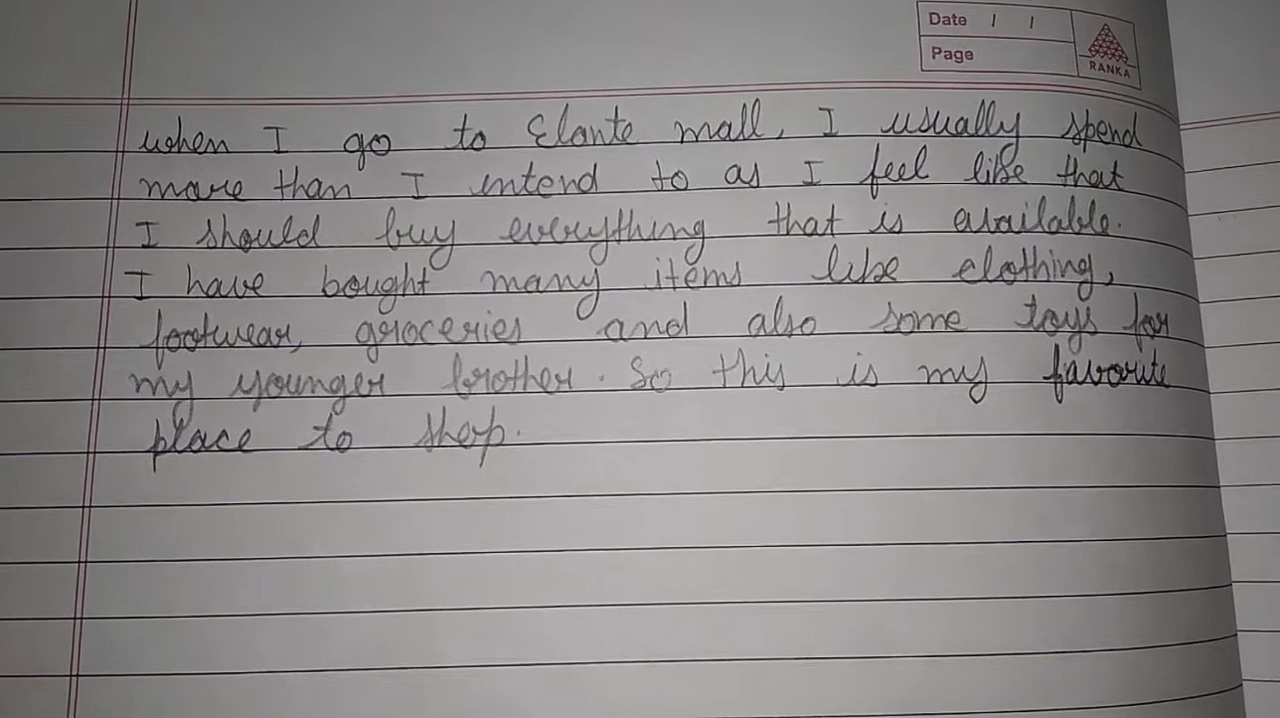 Date / /
Page
RANKA
when I go to Elante mall, I usually spend
more than I intend to as I feel like that
I should buy everything that is available.
I have bought many items like clothing,
footwear, groceries and also some toys for
my younger brother. So this is my favorite
place to shop.